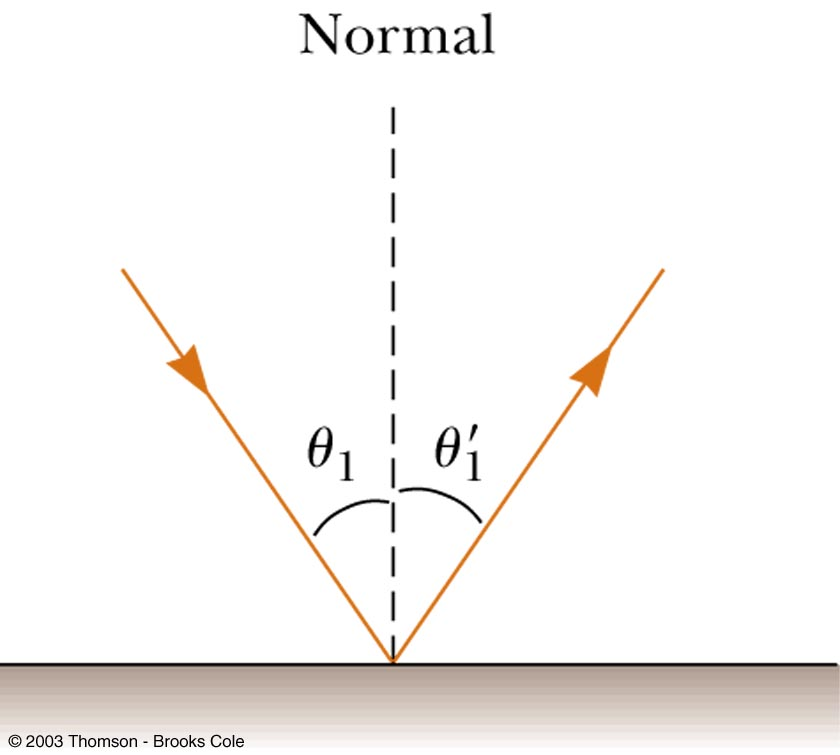 Normal
θ₁ θ′₁
© 2003 Thomson - Brooks Cole